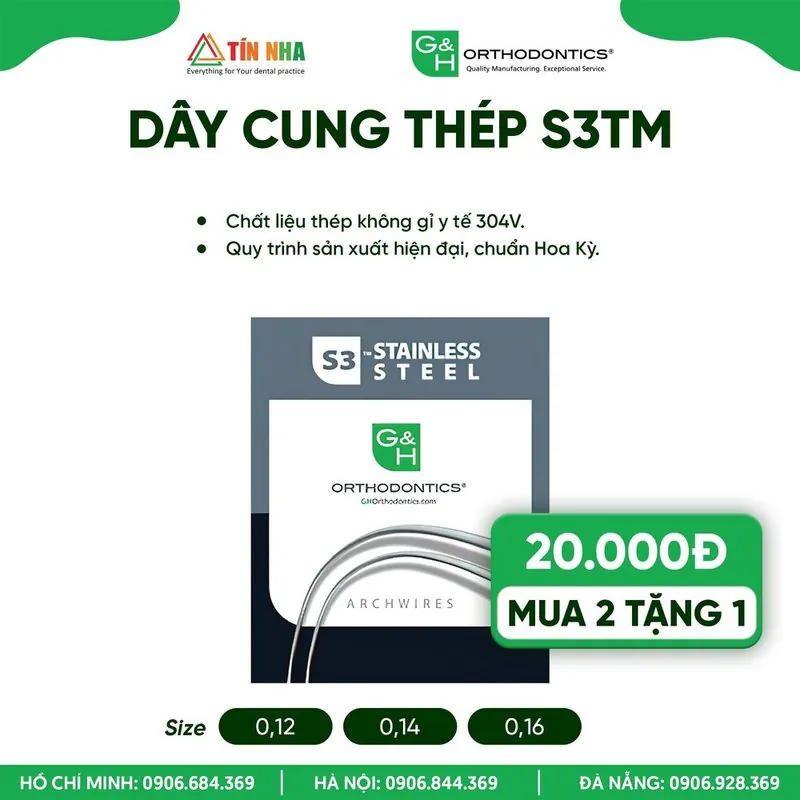 TÍN NHA
Everything for Your dental practice
G&H ORTHODONTICS®
Quality Manufacturing. Exceptional Service.
DÂY CUNG THÉP S3TM
• Chất liệu thép không gỉ y tế 304V.
• Quy trình sản xuất hiện đại, chuẩn Hoa Kỳ.
S3™ STAINLESS
STEEL
G&H
ORTHODONTICS®
GHOrthodontics.com
ARCHWIRES
20.000Đ
MUA 2 TẶNG 1
Size 0,12 0,14 0,16
HỒ CHÍ MINH: 0906.684.369 | HÀ NỘI: 0906.844.369 | ĐÀ NẴNG: 0906.928.369